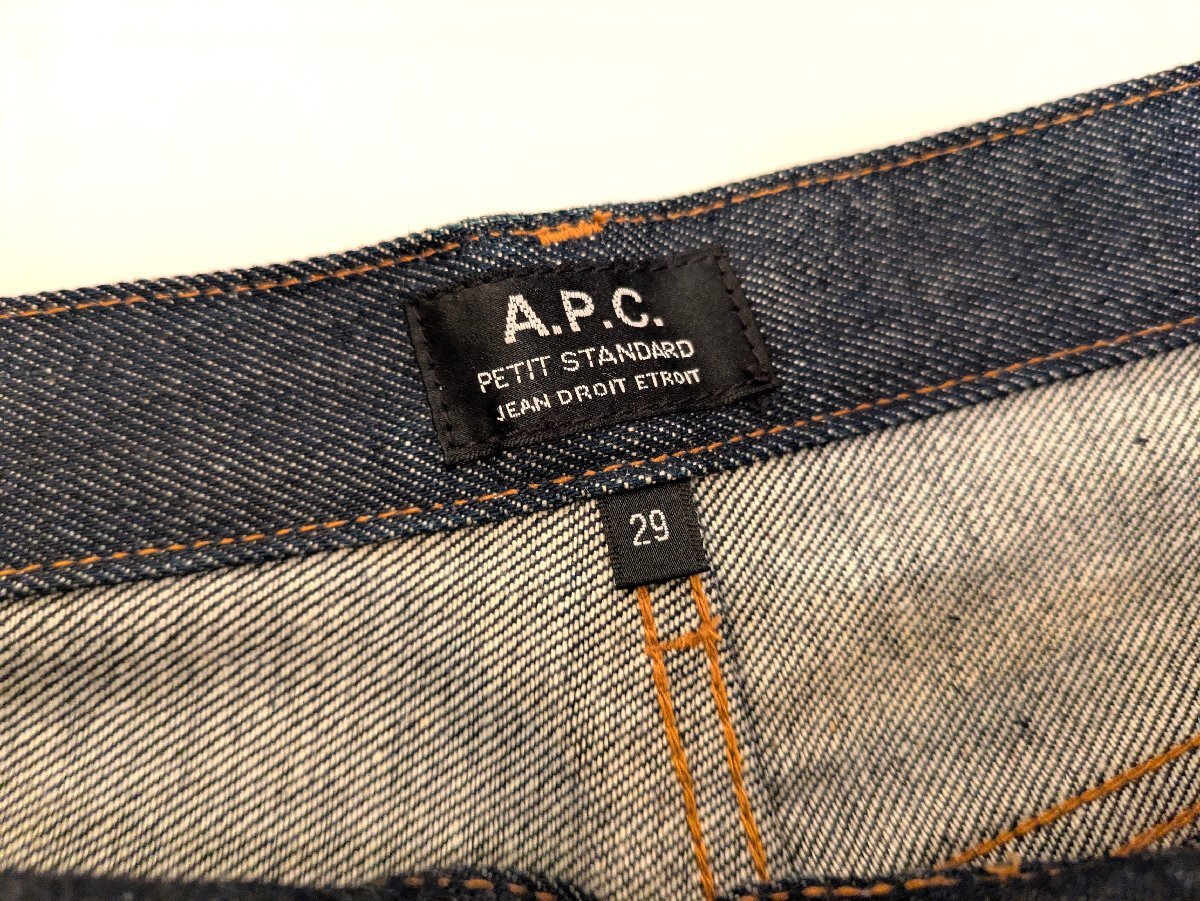 A.P.C.
PETIT STANDARD
JEAN DROIT ETROIT
29